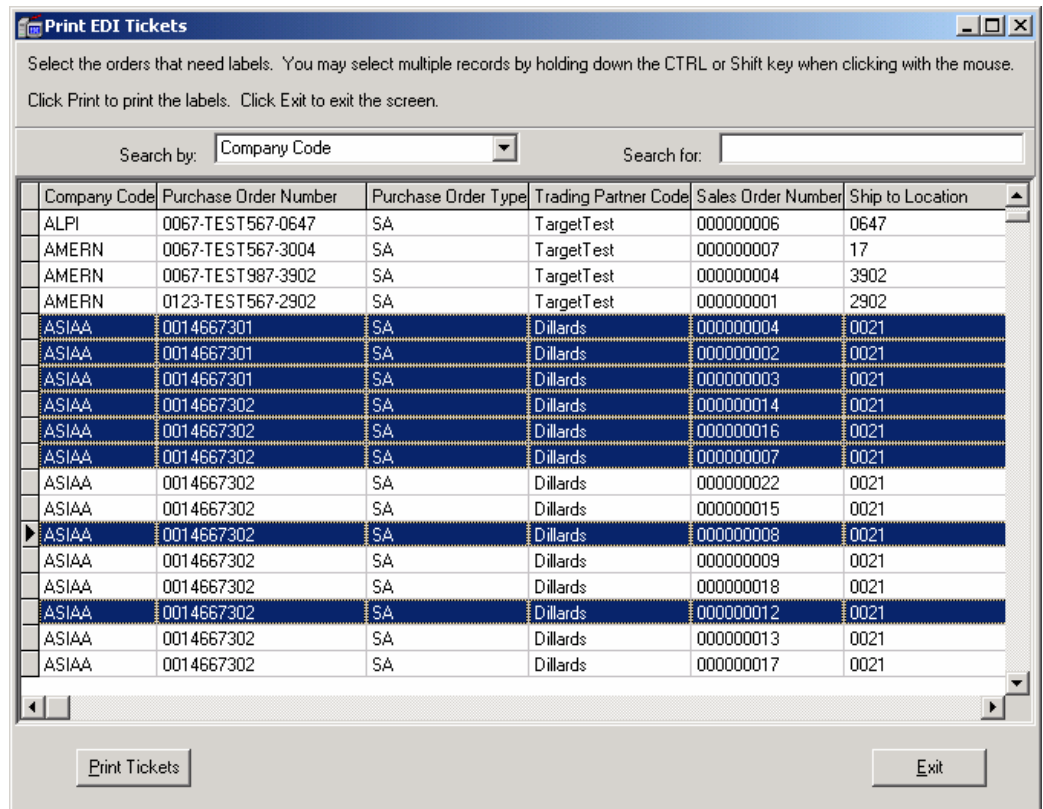 Print EDI Tickets
Select the orders that need labels. You may select multiple records by holding down the CTRL or Shift key when clicking with the mouse.
Click Print to print the labels. Click Exit to exit the screen.
Search by: Company Code Search for:
Company Code Purchase Order Number Purchase Order Type Trading Partner Code Sales Order Number Ship to Location
ALPI 0067-TEST567-0647 SA TargetTest 000000006 0647
AMERN 0067-TEST567-3004 SA TargetTest 000000007 17
AMERN 0067-TEST987-3902 SA TargetTest 000000004 3902
AMERN 0123-TEST567-2902 SA TargetTest 000000001 2902
ASIAA 0014667301 SA Dillards 000000004 0021
ASIAA 0014667301 SA Dillards 000000002 0021
ASIAA 0014667301 SA Dillards 000000003 0021
ASIAA 0014667302 SA Dillards 000000014 0021
ASIAA 0014667302 SA Dillards 000000016 0021
ASIAA 0014667302 SA Dillards 000000007 0021
ASIAA 0014667302 SA Dillards 000000022 0021
ASIAA 0014667302 SA Dillards 000000015 0021
ASIAA 0014667302 SA Dillards 000000008 0021
ASIAA 0014667302 SA Dillards 000000009 0021
ASIAA 0014667302 SA Dillards 000000018 0021
ASIAA 0014667302 SA Dillards 000000012 0021
ASIAA 0014667302 SA Dillards 000000013 0021
ASIAA 0014667302 SA Dillards 000000017 0021
Print Tickets Exit